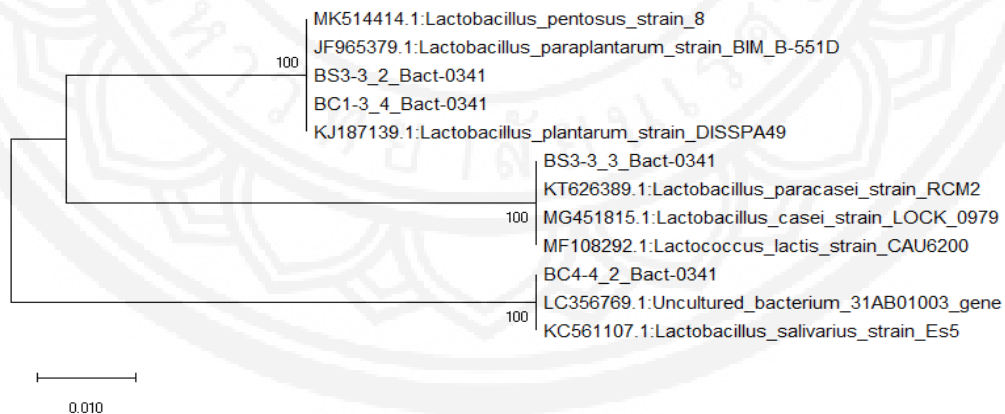 MK514414.1:Lactobacillus_pentosus_strain_8
JF965379.1:Lactobacillus_paraplantarum_strain_BIM_B-551D
100
BS3-3_2_Bact-0341
BC1-3_4_Bact-0341
KJ187139.1:Lactobacillus_plantarum_strain_DISSPA49
BS3-3_3_Bact-0341
KT626389.1:Lactobacillus_paracasei_strain_RCM2
100
MG451815.1:Lactobacillus_casei_strain_LOCK_0979
MF108292.1:Lactococcus_lactis_strain_CAU6200
BC4-4_2_Bact-0341
LC356769.1:Uncultured_bacterium_31AB01003_gene
100
KC561107.1:Lactobacillus_salivarius_strain_Es5
0.010